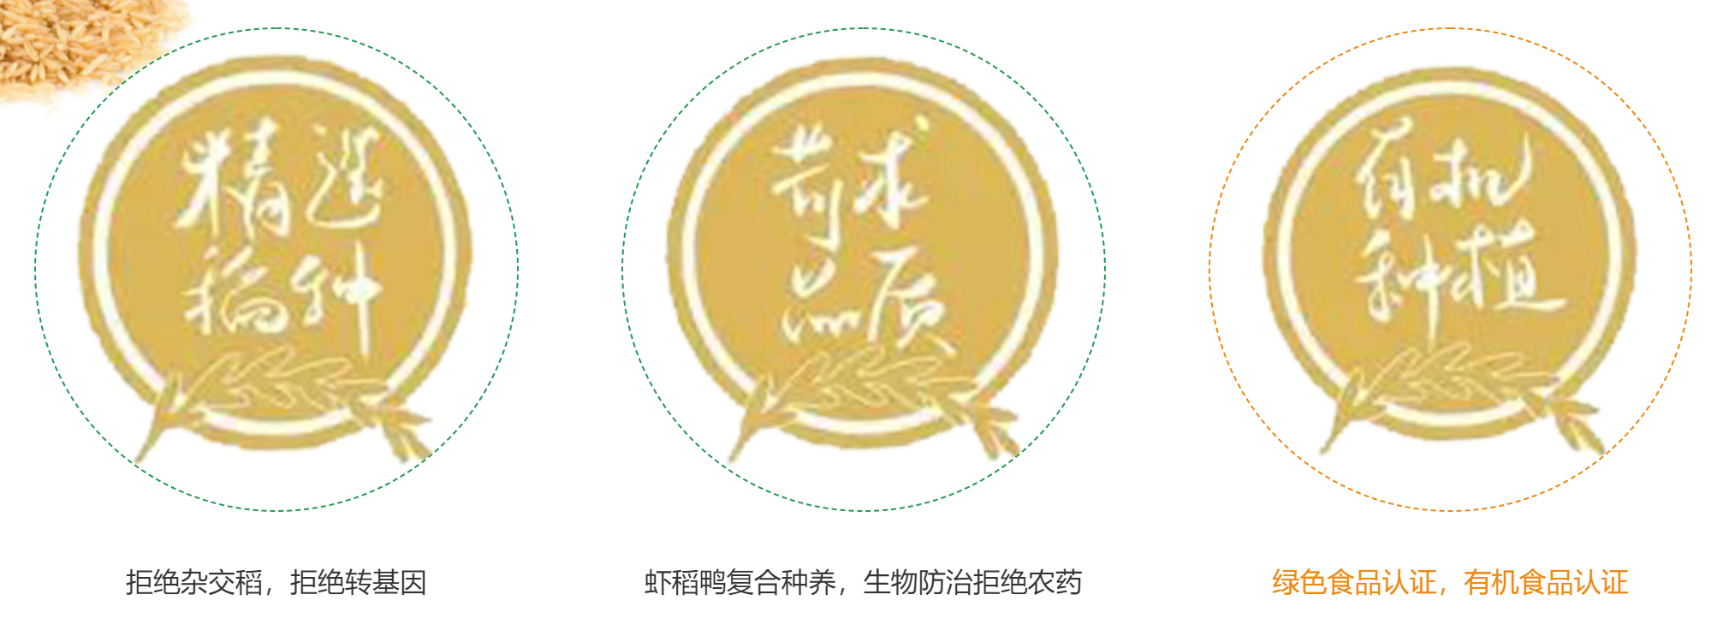 精選
稻种
苛求
品质
有机
种植
拒绝杂交稻，拒绝转基因
虾稻鸭复合种养，生物防治拒绝农药
绿色食品认证，有机食品认证